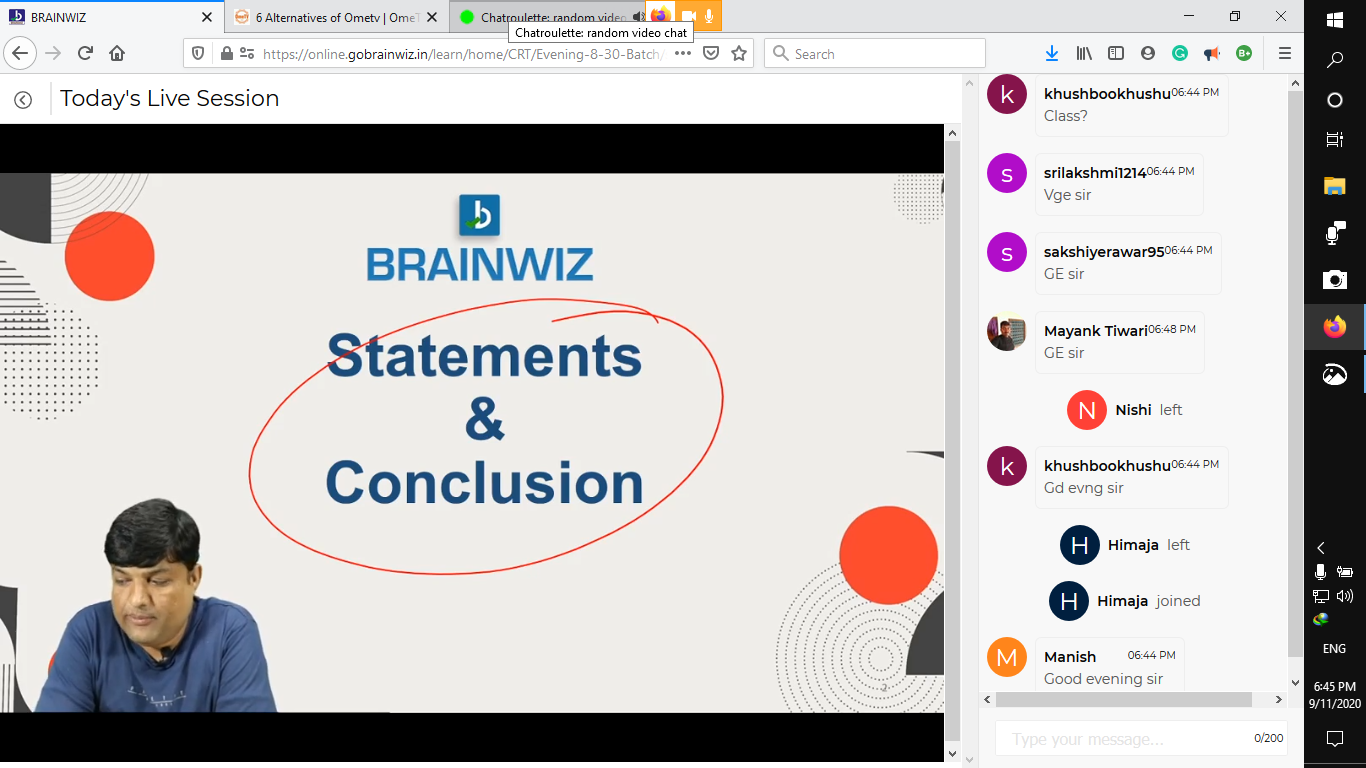 BRAINWIZ
6 Alternatives of Ometv | OmeT
Chatroulette: random video
Chatroulette: random video chat
https://online.gobrainwiz.in/learn/home/CRT/Evening-8-30-Batch/
Search
Today's Live Session
b
BRAINWIZ
Statements
&
Conclusion
2
k
khushbookhushu 06:44 PM
Class?
s
srilakshmi1214 06:44 PM
Vge sir
s
sakshiyerawar95 06:44 PM
GE sir
Mayank Tiwari 06:48 PM
GE sir
N
Nishi left
k
khushbookhushu 06:44 PM
Gd evng sir
H
Himaja left
H
Himaja joined
M
Manish 06:44 PM
Good evening sir
Type your message...
0/200
ENG
6:45 PM
9/11/2020